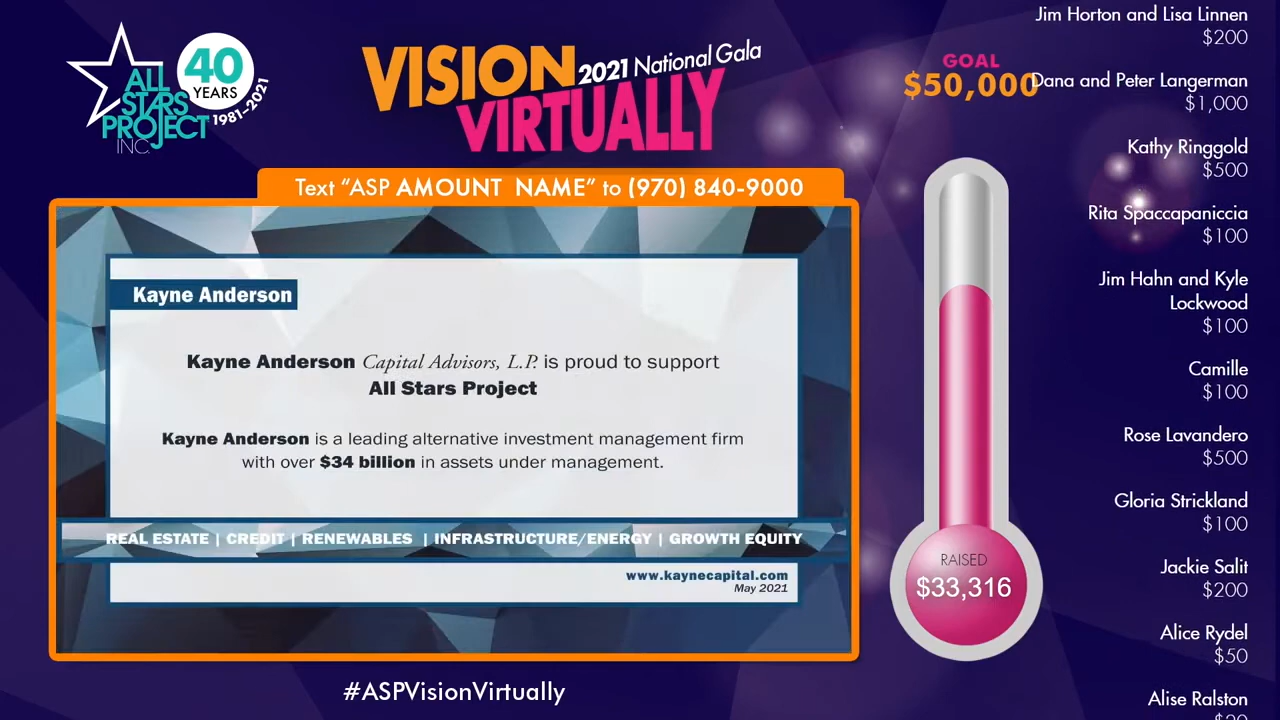 ALL
STARS
PROJECT
INC.
40
YEARS
1981-2021
VISION
2021 National Gala
VIRTUALLY
Text “ASP AMOUNT NAME” to (970) 840-9000
Kayne Anderson
Kayne Anderson Capital Advisors, L.P. is proud to support
All Stars Project
Kayne Anderson is a leading alternative investment management firm
with over $34 billion in assets under management.
REAL ESTATE | CREDIT | RENEWABLES | INFRASTRUCTURE/ENERGY | GROWTH EQUITY
www.kaynecapital.com
May 2021
#ASPVisionVirtually
GOAL
$50,000
RAISED
$33,316
Jim Horton and Lisa Linnen
$200
Dana and Peter Langerman
$1,000
Kathy Ringgold
$500
Rita Spaccapaniccia
$100
Jim Hahn and Kyle
Lockwood
$100
Camille
$100
Rose Lavandero
$500
Gloria Strickland
$100
Jackie Salit
$200
Alice Rydel
$50
Alise Ralston